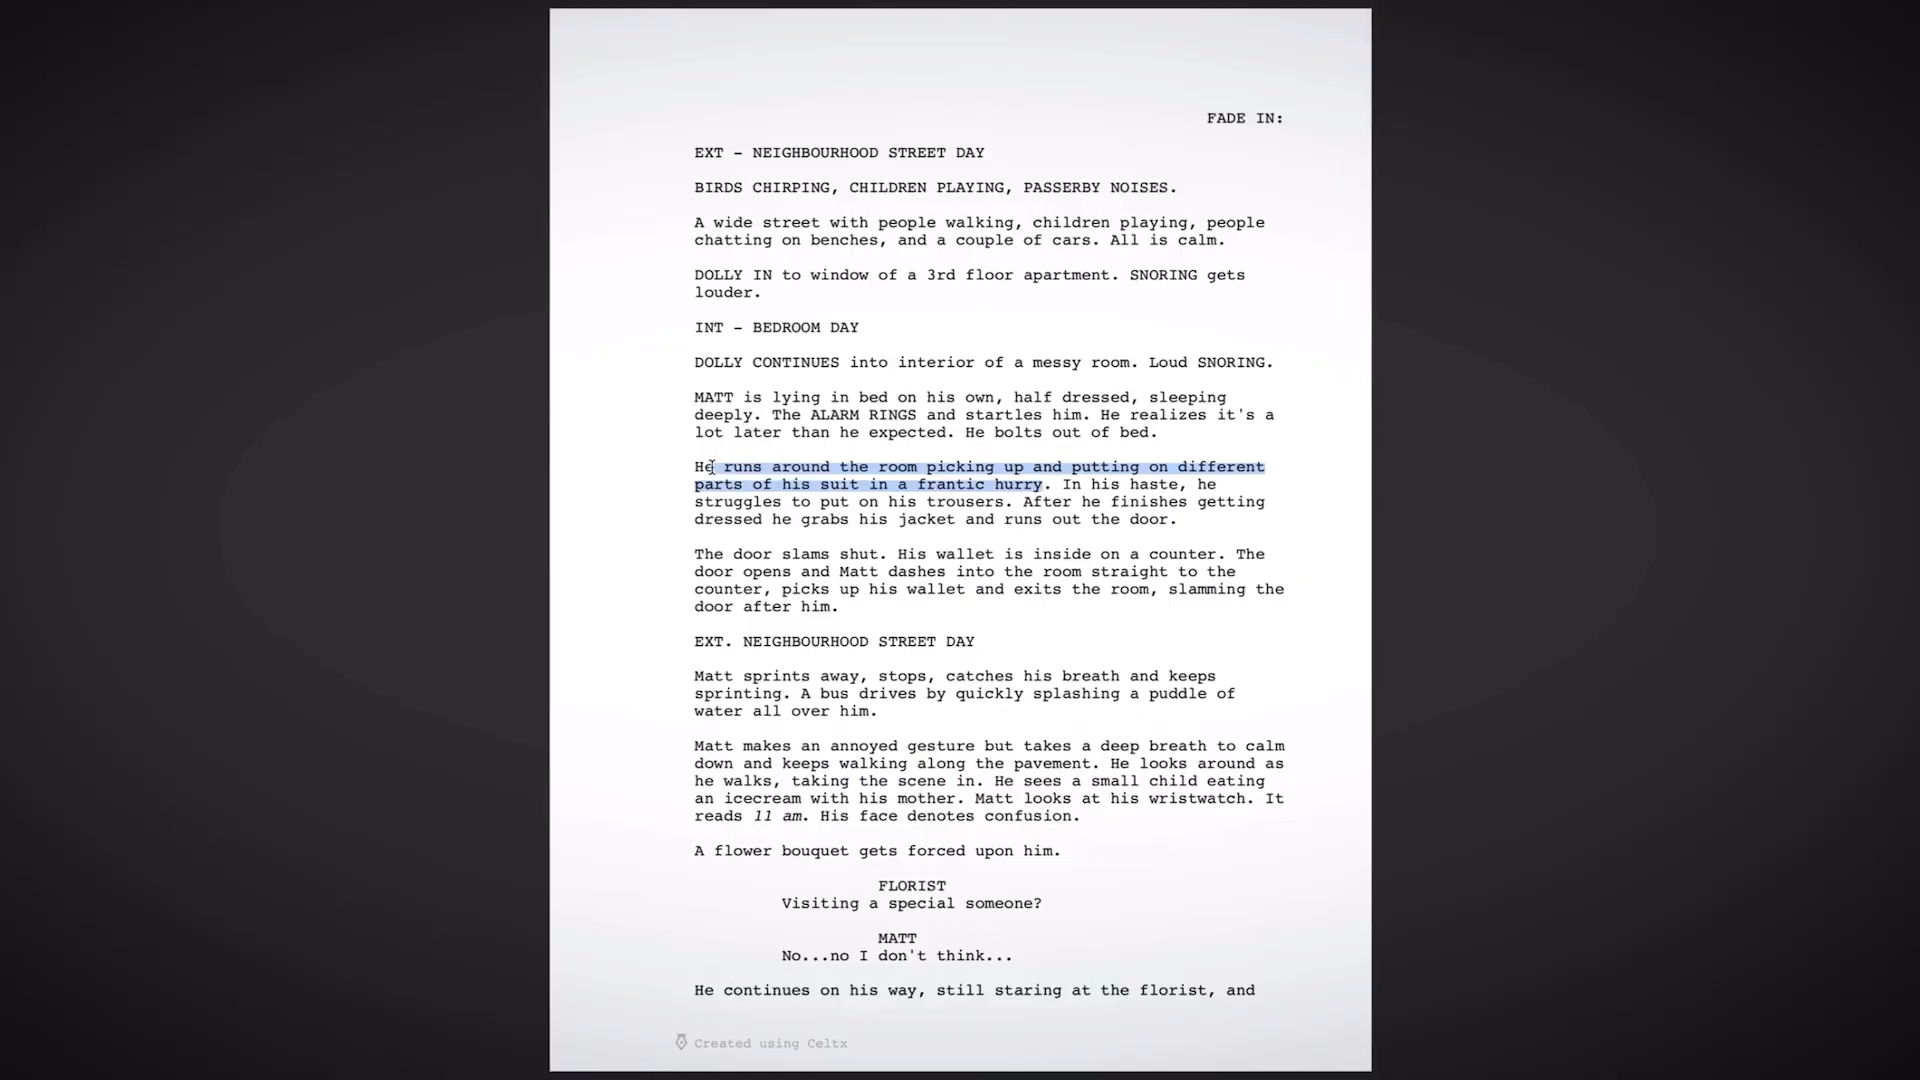 FADE IN:
EXT - NEIGHBOURHOOD STREET DAY
BIRDS CHIRPING, CHILDREN PLAYING, PASSERBY NOISES.
A wide street with people walking, children playing, people
chatting on benches, and a couple of cars. All is calm.
DOLLY IN to window of a 3rd floor apartment. SNORING gets
louder.
INT - BEDROOM DAY
DOLLY CONTINUES into interior of a messy room. Loud SNORING.
MATT is lying in bed on his own, half dressed, sleeping
deeply. The ALARM RINGS and startles him. He realizes it's a
lot later than he expected. He bolts out of bed.
He runs around the room picking up and putting on different
parts of his suit in a frantic hurry. In his haste, he
struggles to put on his trousers. After he finishes getting
dressed he grabs his jacket and runs out the door.
The door slams shut. His wallet is inside on a counter. The
door opens and Matt dashes into the room straight to the
counter, picks up his wallet and exits the room, slamming the
door after him.
EXT. NEIGHBOURHOOD STREET DAY
Matt sprints away, stops, catches his breath and keeps
sprinting. A bus drives by quickly splashing a puddle of
water all over him.
Matt makes an annoyed gesture but takes a deep breath to calm
down and keeps walking along the pavement. He looks around as
he walks, taking the scene in. He sees a small child eating
an icecream with his mother. Matt looks at his wristwatch. It
reads 11 am. His face denotes confusion.
A flower bouquet gets forced upon him.
FLORIST
Visiting a special someone?
MATT
No...no I don't think...
He continues on his way, still staring at the florist, and
Created using Celtx